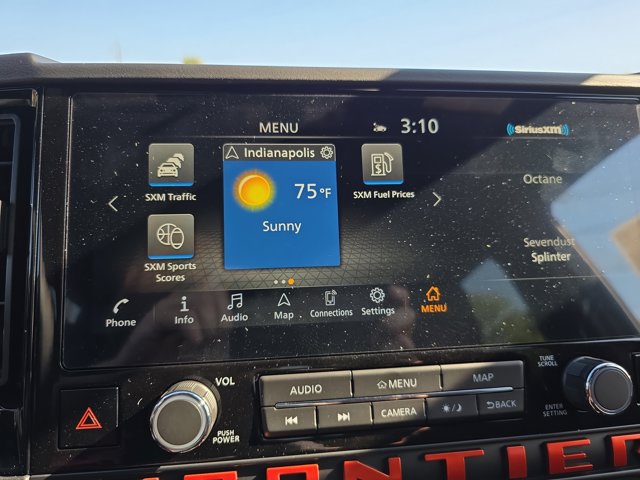 MENU
3:10
SiriusXM
Indianapolis
75°F
Sunny
SXM Traffic
SXM Fuel Prices
SXM Sports
Scores
Octane
Sevendust
Splinter
Phone
Info
Audio
Map
Connections
Settings
MENU
VOL
PUSH
POWER
AUDIO
MENU
MAP
CAMERA
BACK
TUNE
SCROLL
ENTER
SETTING
RONTIER